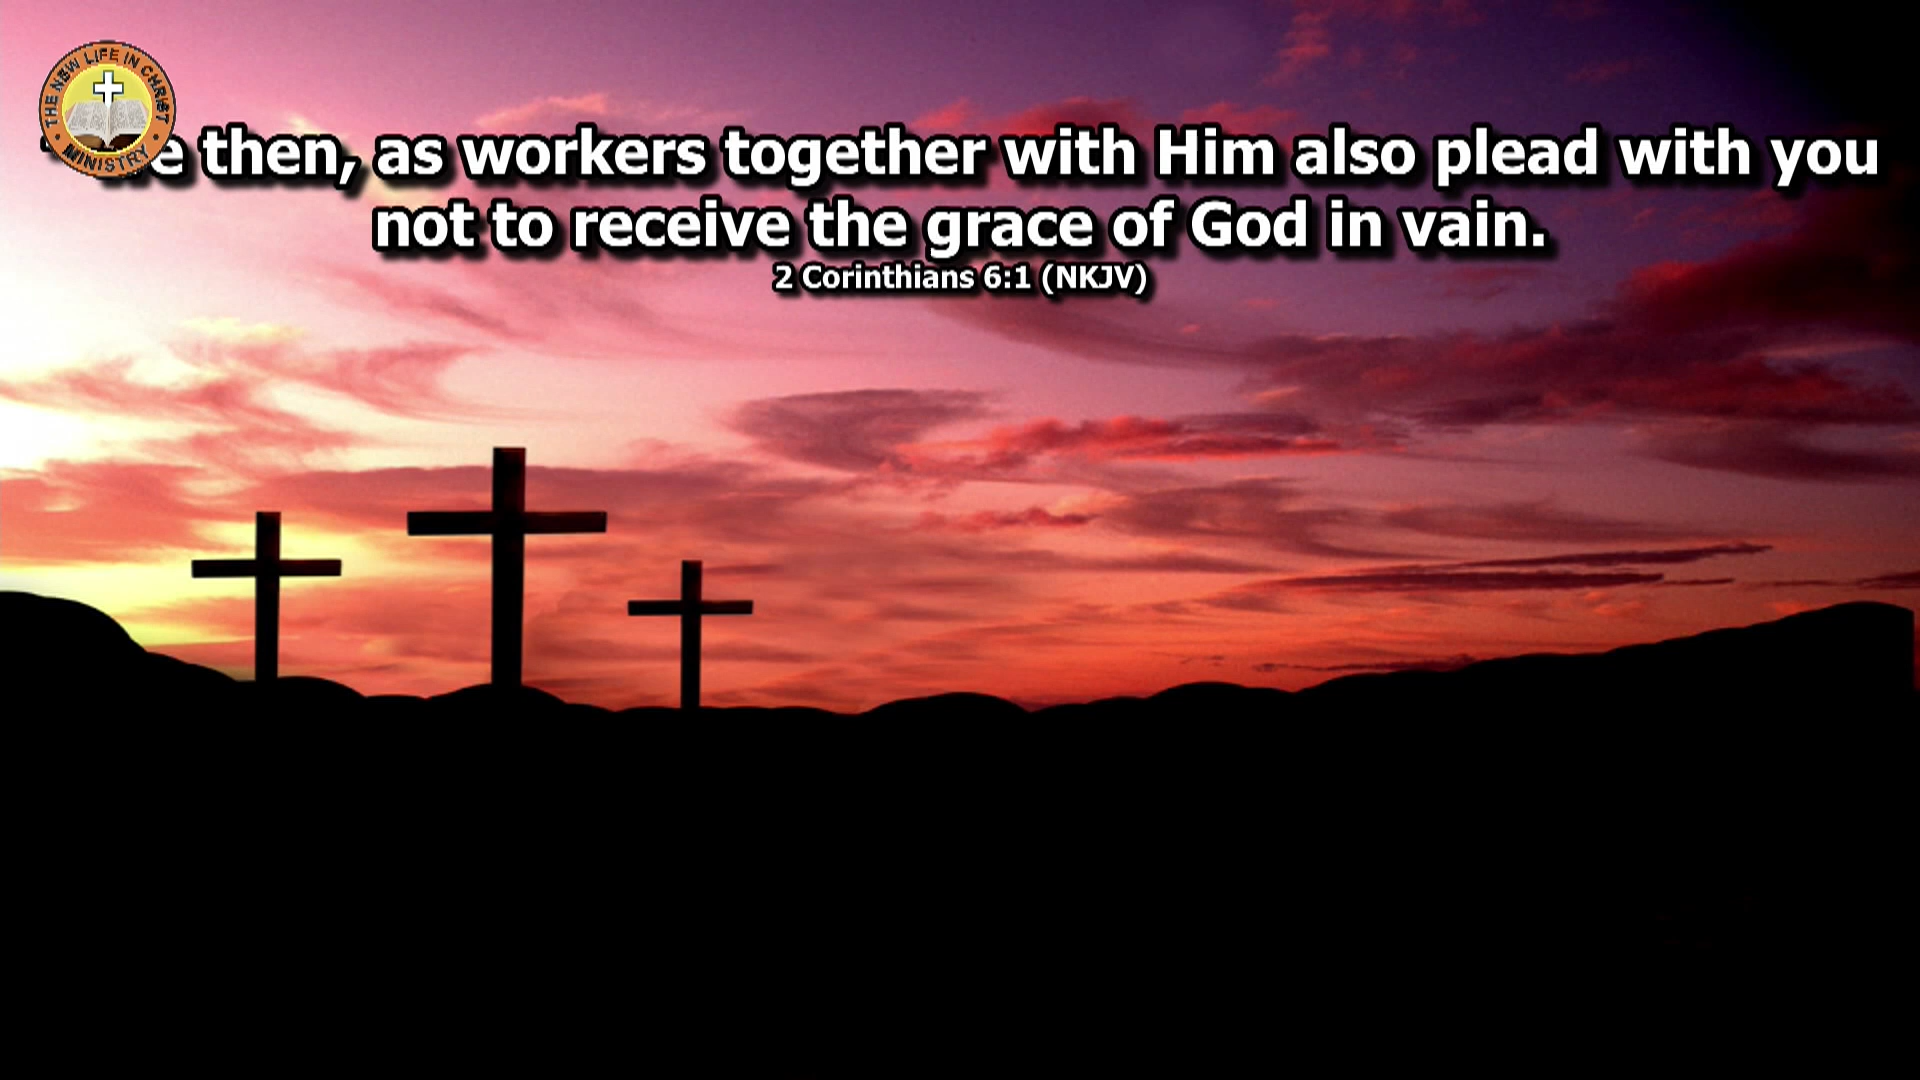 THE NEW LIFE IN CHRIST
MINISTRY
then, as workers together with Him also plead with you
not to receive the grace of God in vain.
2 Corinthians 6:1 (NKJV)